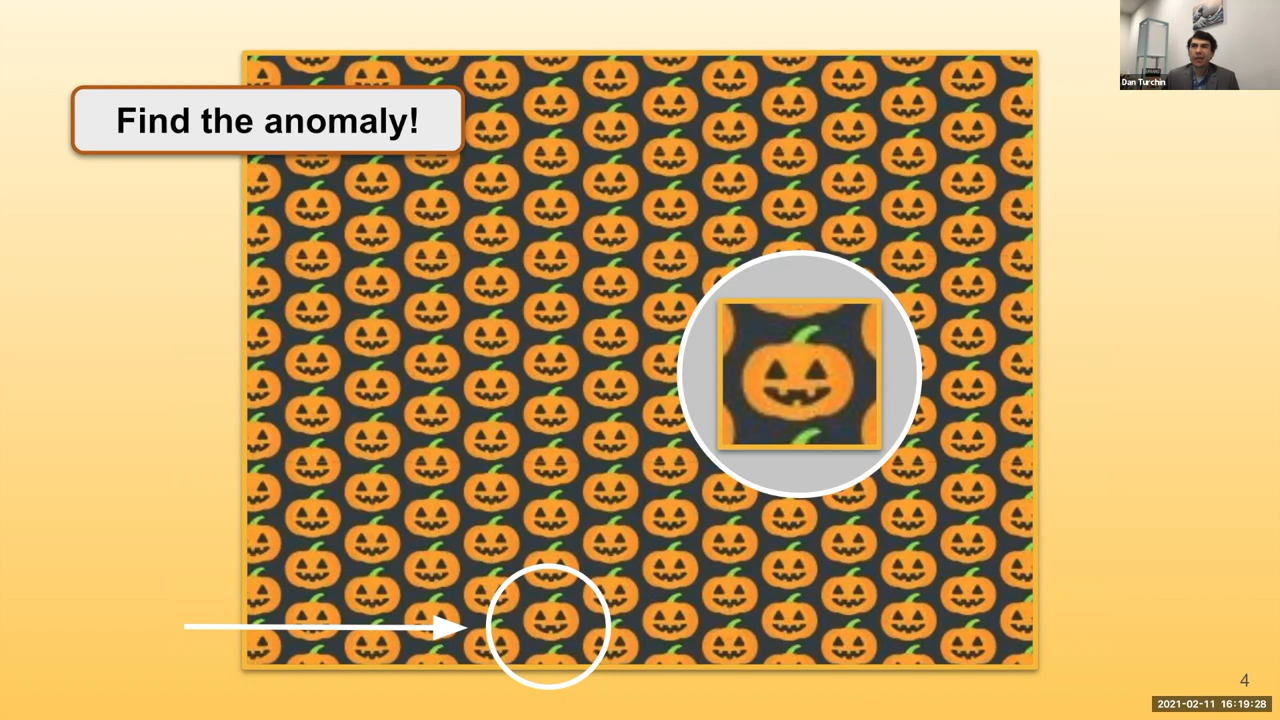 Find the anomaly!
Dan Turchin
4
2021-02-11 16:19:28